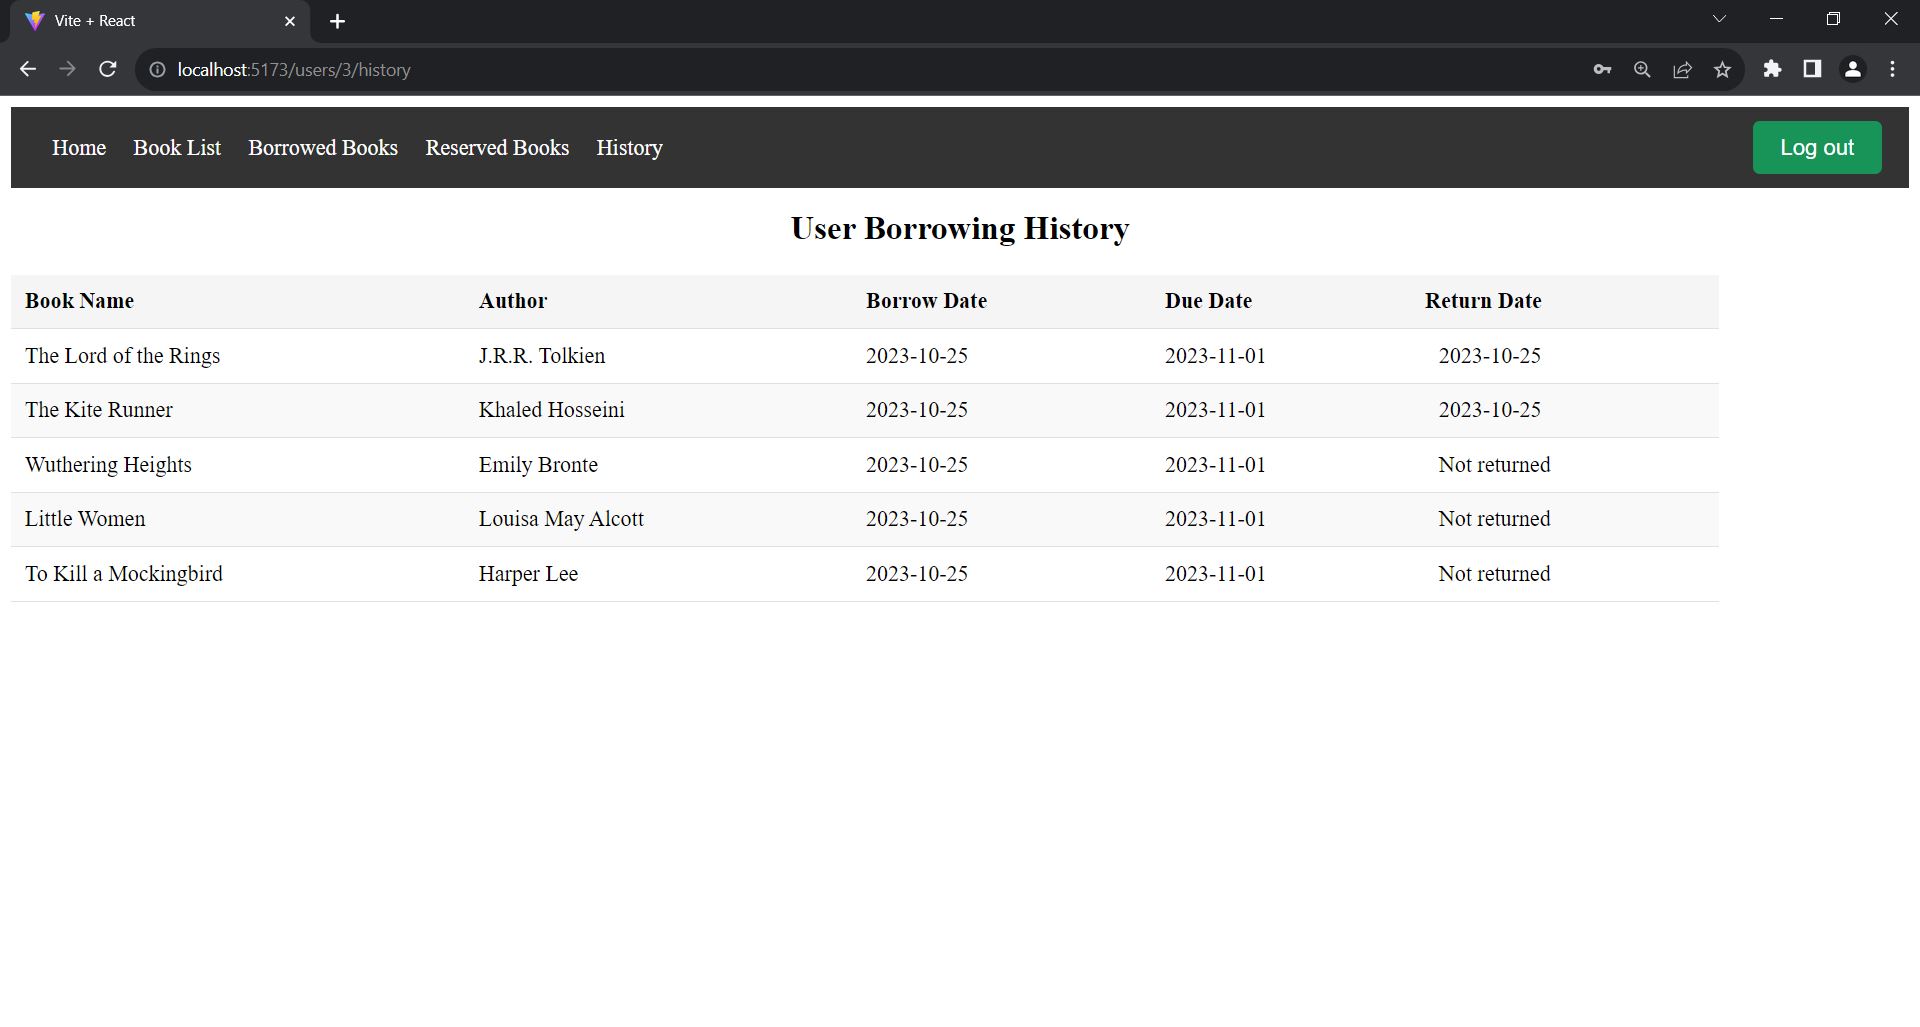 Vite + React
localhost:5173/users/3/history
Home Book List Borrowed Books Reserved Books History Log out
User Borrowing History
Book Name Author Borrow Date Due Date Return Date
The Lord of the Rings J.R.R. Tolkien 2023-10-25 2023-11-01 2023-10-25
The Kite Runner Khaled Hosseini 2023-10-25 2023-11-01 2023-10-25
Wuthering Heights Emily Bronte 2023-10-25 2023-11-01 Not returned
Little Women Louisa May Alcott 2023-10-25 2023-11-01 Not returned
To Kill a Mockingbird Harper Lee 2023-10-25 2023-11-01 Not returned